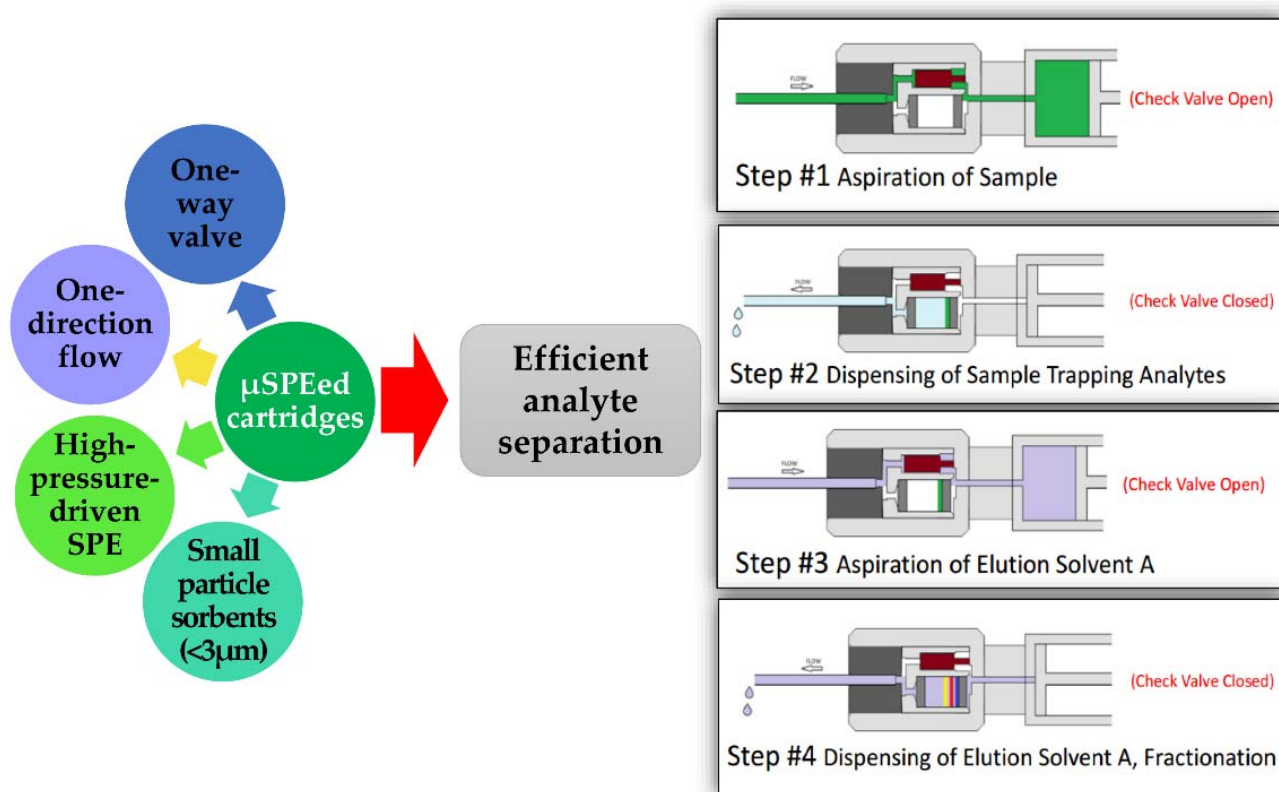 One-
way
valve
One-
direction
flow
High-
pressure-
driven
SPE
Small
particle
sorbents
(<3μm)
μSPEed
cartridges
Efficient
analyte
separation
FLOW
(Check Valve Open)
Step #1 Aspiration of Sample
FLOW
(Check Valve Closed)
Step #2 Dispensing of Sample Trapping Analytes
FLOW
(Check Valve Open)
Step #3 Aspiration of Elution Solvent A
FLOW
(Check Valve Closed)
Step #4 Dispensing of Elution Solvent A, Fractionation